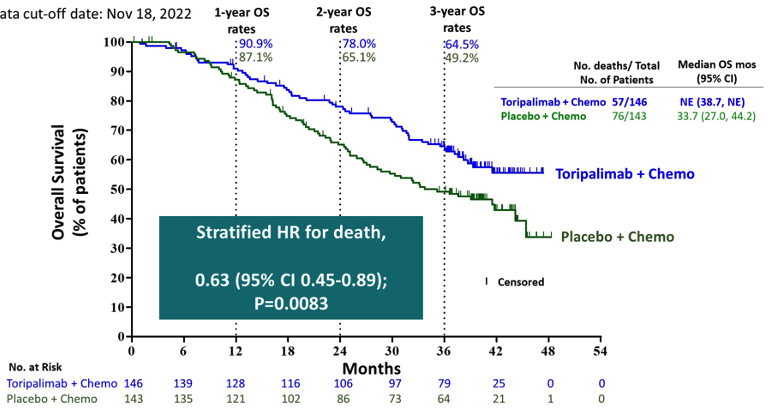 ata cut-off date: Nov 18, 2022
1-year OS rates
90.9%
87.1%
2-year OS rates
78.0%
65.1%
3-year OS rates
64.5%
49.2%
No. deaths/ Total No. of Patients
Median OS mos (95% CI)
Toripalimab + Chemo 57/146 NE (38.7, NE)
Placebo + Chemo 76/143 33.7 (27.0, 44.2)
Overall Survival
(% of patients)
100
90
80
70
60
50
40
30
20
10
0
Toripalimab + Chemo
Placebo + Chemo
Stratified HR for death,
0.63 (95% CI 0.45-0.89);
P=0.0083
Censored
0 6 12 18 24 30 36 42 48 54
Months
No. at Risk
Toripalimab + Chemo 146 139 128 116 106 97 79 25 0 0
Placebo + Chemo 143 135 121 102 86 73 64 21 1 0